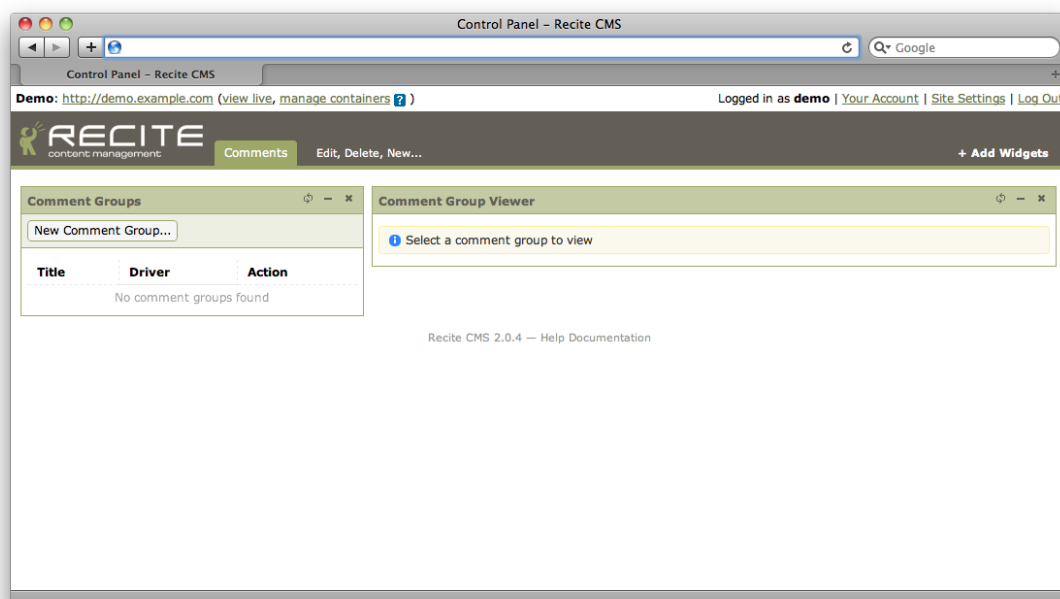 Control Panel – Recite CMS
Google
Control Panel – Recite CMS
Demo: http://demo.example.com (view live, manage containers ? ) Logged in as demo | Your Account | Site Settings | Log Out
RECITE
content management
Comments Edit, Delete, New... + Add Widgets
Comment Groups Comment Group Viewer
New Comment Group... Select a comment group to view
Title Driver Action
No comment groups found
Recite CMS 2.0.4 — Help Documentation